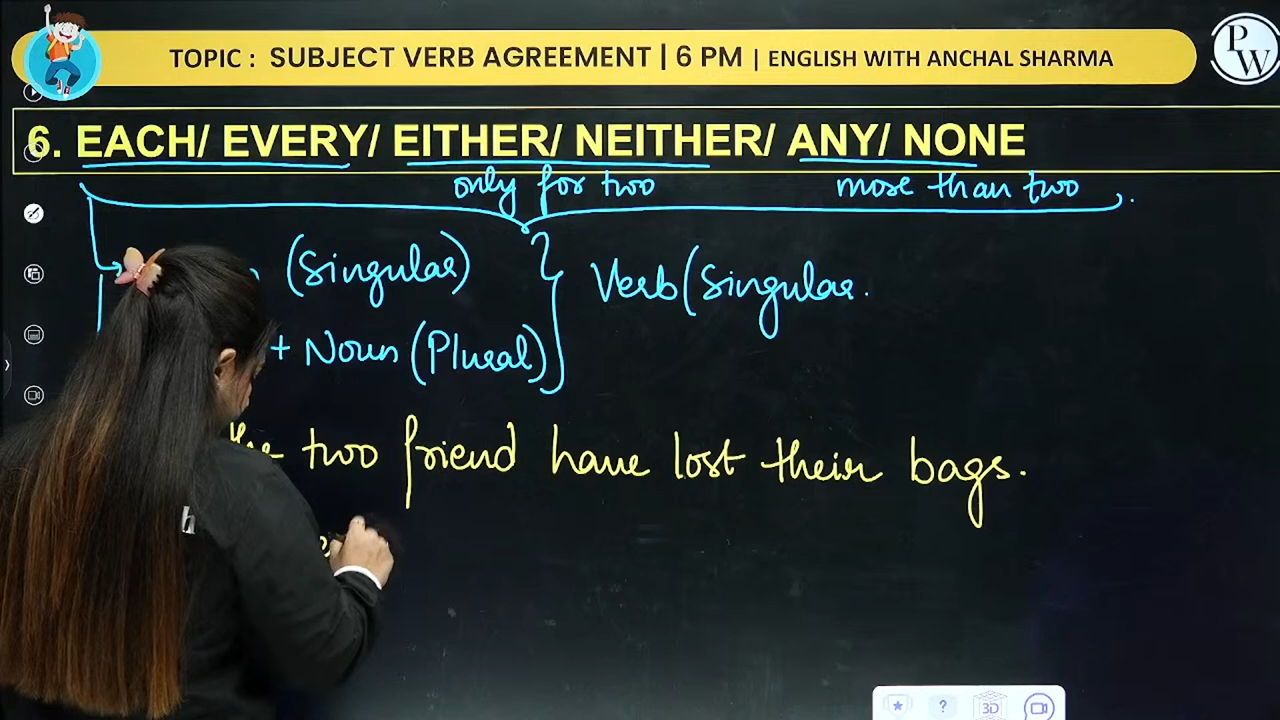 TOPIC : SUBJECT VERB AGREEMENT | 6 PM | ENGLISH WITH ANCHAL SHARMA
P
W
6. EACH/ EVERY/ EITHER/ NEITHER/ ANY/ NONE
only for two more than two
(Singular) Verb (Singular.
+ Noun (Plural)
two friend have lost their bags.
h
3D